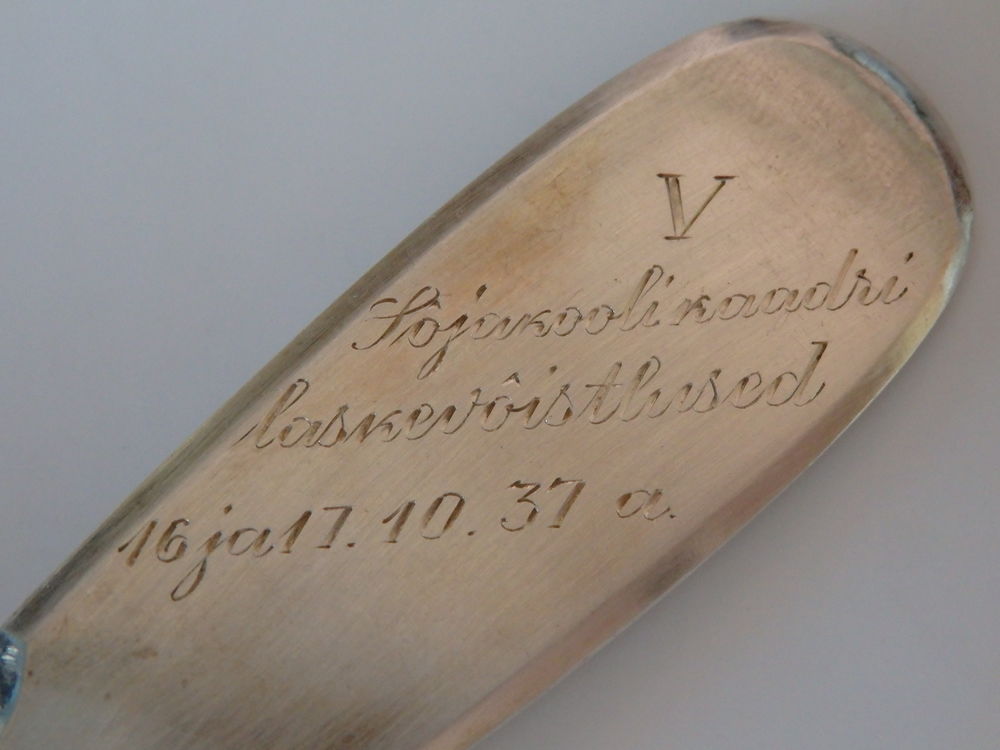 V
Sõjakooli kaadri
laskevõistlused
16 ja 17. 10. 37 a.